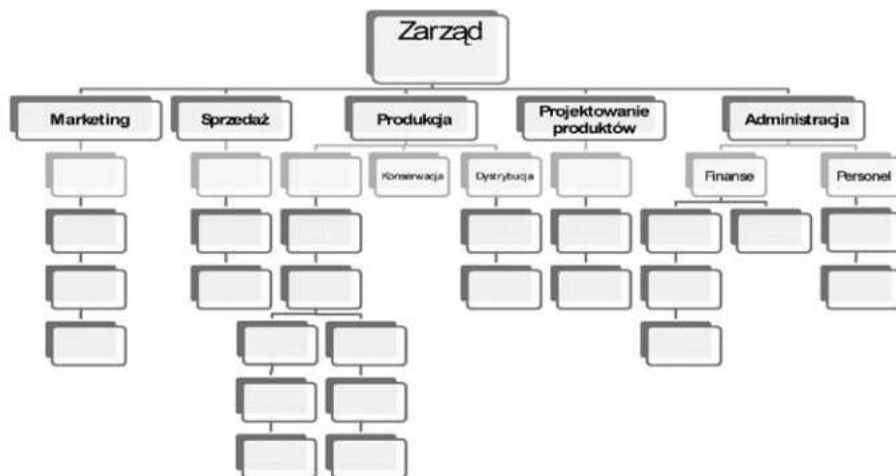 Zarząd
Marketing
Sprzedaż
Produkcja
Projektowanie
produktów
Administracja
Konserwacja
Dystrybucja
Finanse
Personel